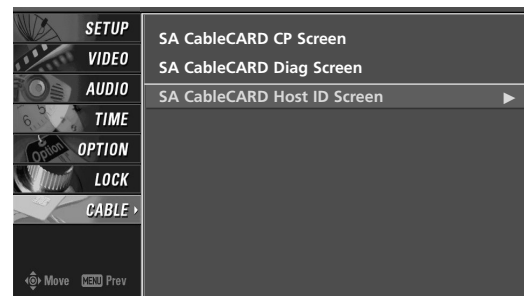 SETUP
VIDEO
AUDIO
TIME
OPTION
LOCK
CABLE
Move MENU Prev
SA CableCARD CP Screen
SA CableCARD Diag Screen
SA CableCARD Host ID Screen